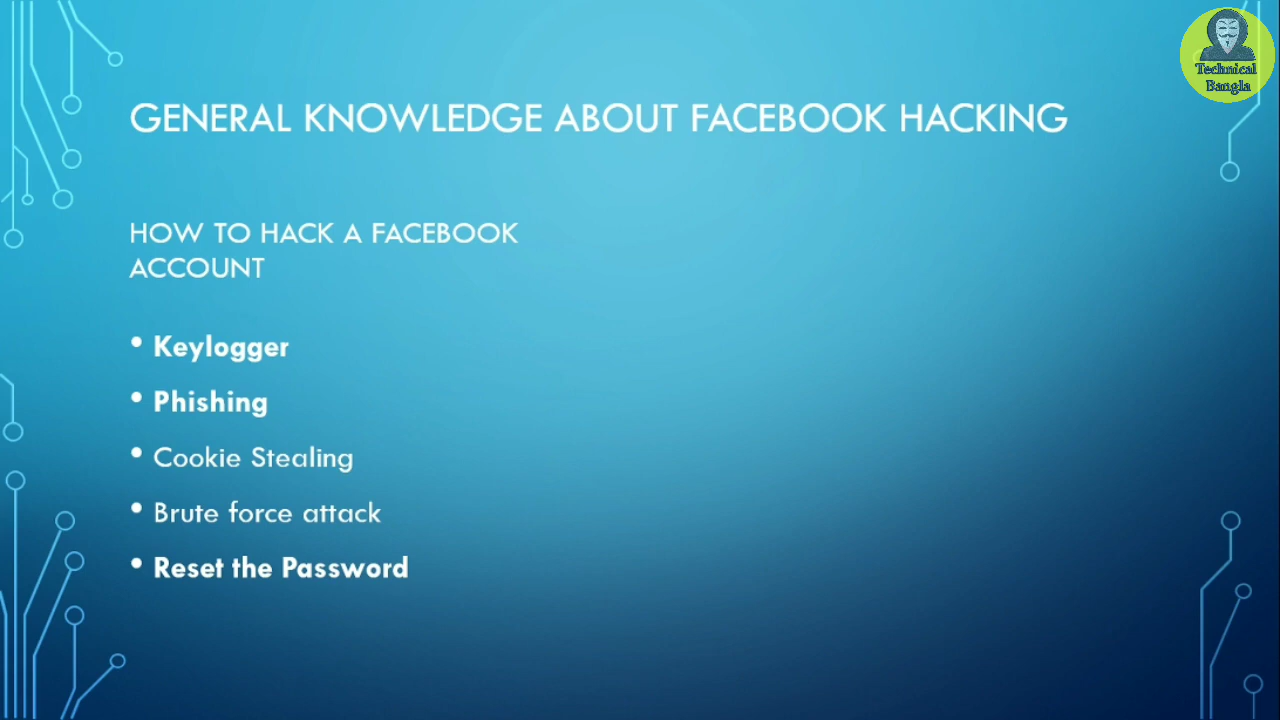 Technical
Bangla
GENERAL KNOWLEDGE ABOUT FACEBOOK HACKING
HOW TO HACK A FACEBOOK
ACCOUNT
• Keylogger
• Phishing
• Cookie Stealing
• Brute force attack
• Reset the Password